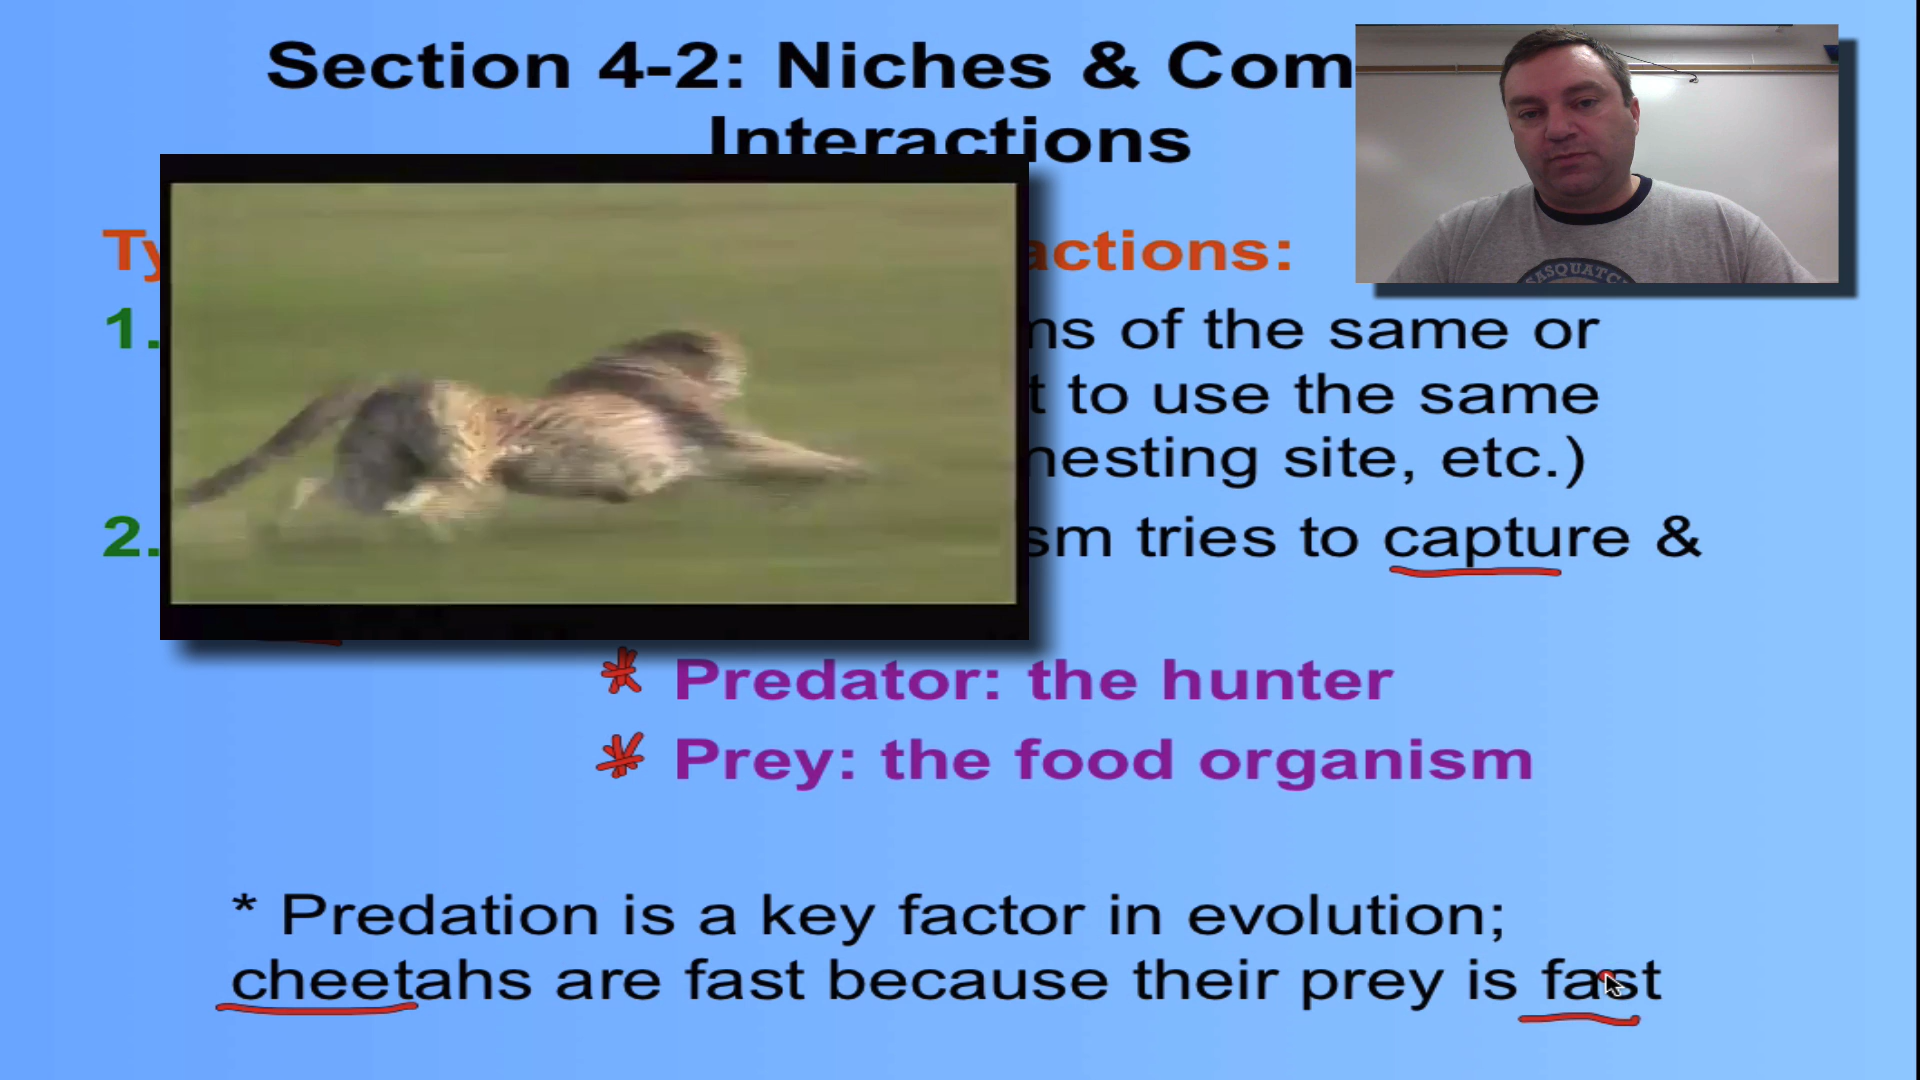 Section 4-2: Niches & Com
Interactions
Ty actions:
1. ms of the same or
t to use the same
nesting site, etc.)
2. sm tries to capture &
* Predator: the hunter
* Prey: the food organism
* Predation is a key factor in evolution;
cheetahs are fast because their prey is fast
SASQUATCH